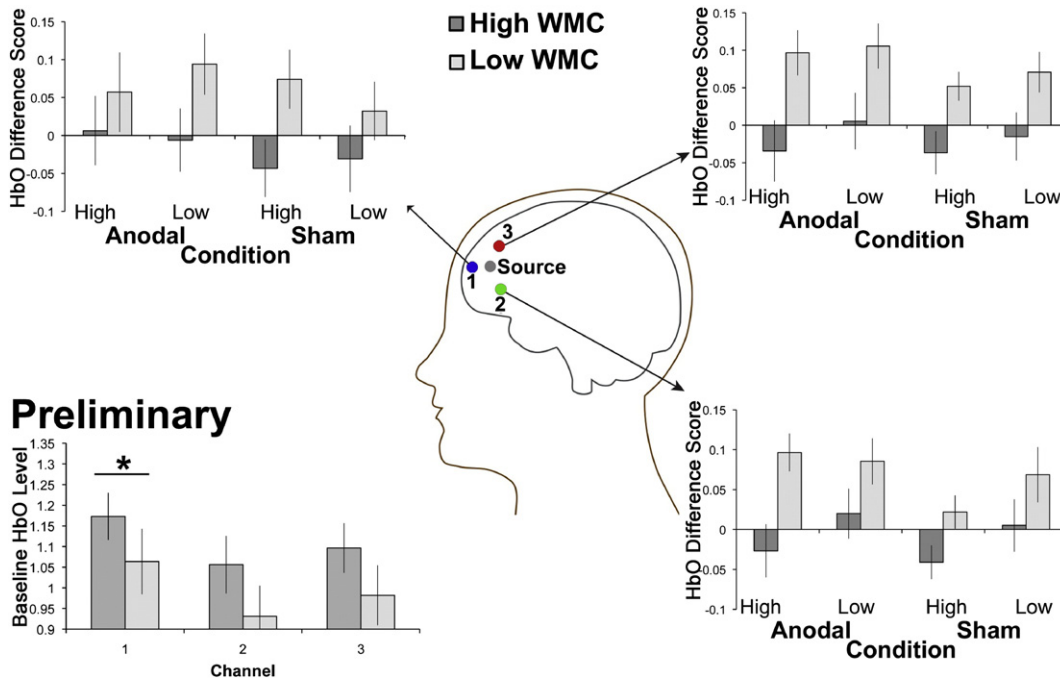 High WMC
Low WMC
HbO Difference Score
0.15
0.1
0.05
0
-0.05
-0.1
High Low High Low
Anodal Sham
Condition
HbO Difference Score
0.15
0.1
0.05
0
-0.05
-0.1
High Low High Low
Anodal Sham
Condition
3
Source
1
2
Preliminary
Baseline HbO Level
1.35
1.3
1.25
1.2
1.15
1.1
1.05
1
0.95
0.9
*
1 2 3
Channel
HbO Difference Score
0.15
0.1
0.05
0
-0.05
-0.1
High Low High Low
Anodal Sham
Condition